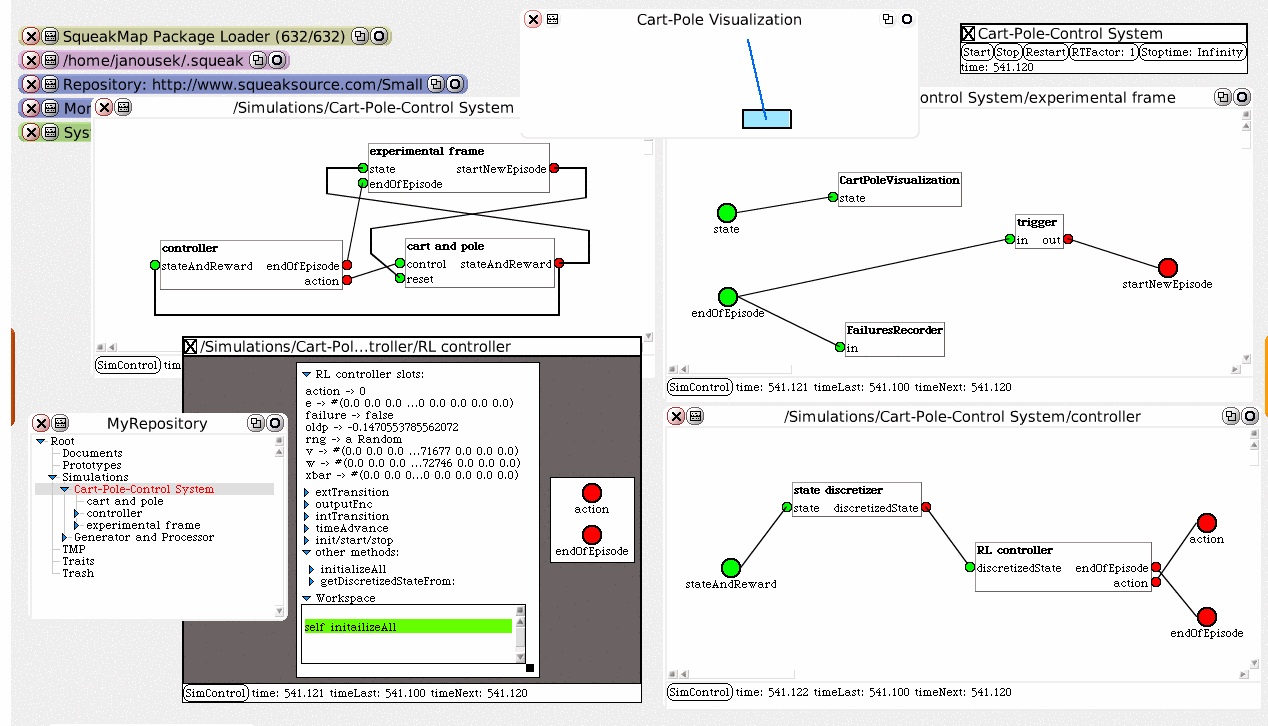 SqueakMap Package Loader (632/632)
/home/janousek/.squeak
Repository: http://www.squeaksource.com/Small
Mor
Syst
Cart-Pole Visualization
Cart-Pole-Control System
Start Stop Restart RTFactor: 1 Stoptime: Infinity
time: 541.120
/Simulations/Cart-Pole-Control System
experimental frame
state startNewEpisode
endOfEpisode
controller
stateAndReward endOfEpisode
action
cart and pole
control stateAndReward
reset
SimControl tim
ontrol System/experimental frame
CartPoleVisualization
state
state
trigger
in out
startNewEpisode
endOfEpisode
FailuresRecorder
in
SimControl time: 541.121 timeLast: 541.100 timeNext: 541.120
/Simulations/Cart-Pol...troller/RL controller
RL controller slots:
action -> 0
e -> #(0.0 0.0 0.0 ...0 0.0 0.0 0.0 0.0)
failure -> false
oldp -> -0.1470553785562072
rng -> a Random
v -> #(0.0 0.0 0.0 ...71677 0.0 0.0 0.0)
w -> #(0.0 0.0 0.0 ...72746 0.0 0.0 0.0)
xbar -> #(0.0 0.0 0...0 0.0 0.0 0.0 0.0)
extTransition
outputFnc
intTransition
timeAdvance
init/start/stop
other methods:
initializeAll
getDiscretizedStateFrom:
Workspace
self initailizeAll
action
endOfEpisode
SimControl time: 541.121 timeLast: 541.100 timeNext: 541.120
MyRepository
Root
Documents
Prototypes
Simulations
Cart-Pole-Control System
cart and pole
controller
experimental frame
Generator and Processor
TMP
Traits
Trash
/Simulations/Cart-Pole-Control System/controller
state discretizer
state discretizedState
stateAndReward
RL controller
discretizedState endOfEpisode
action
action
endOfEpisode
SimControl time: 541.122 timeLast: 541.100 timeNext: 541.120